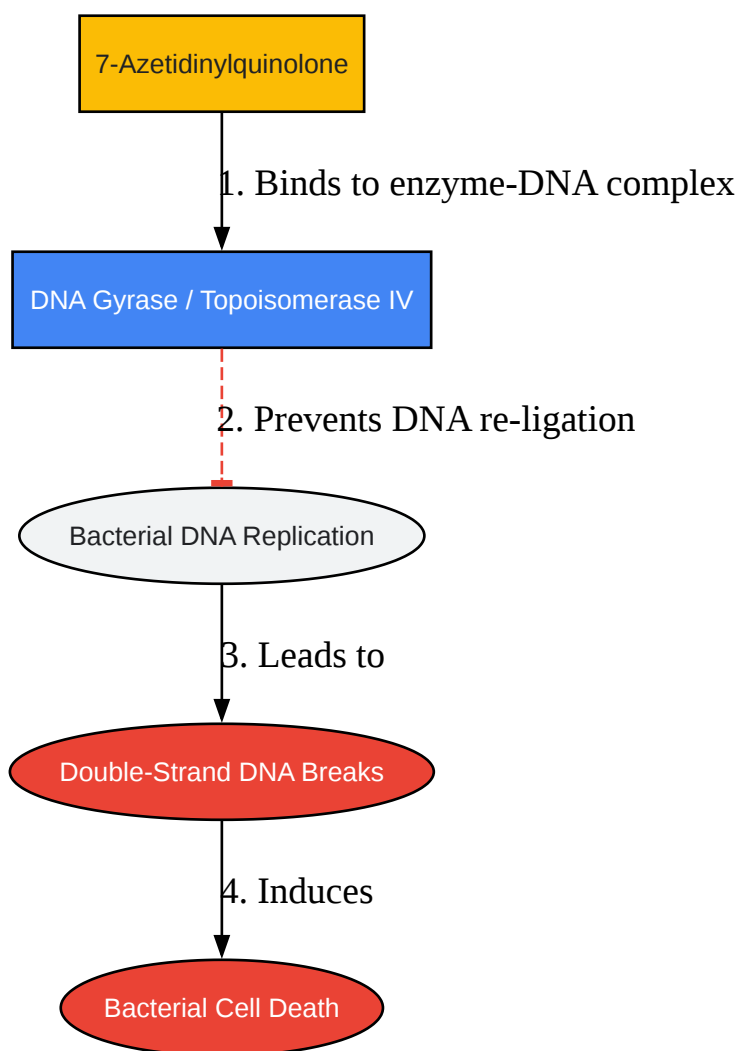 7-Azetidinylquinolone
1. Binds to enzyme-DNA complex
DNA Gyrase / Topoisomerase IV
2. Prevents DNA re-ligation
Bacterial DNA Replication
3. Leads to
Double-Strand DNA Breaks
4. Induces
Bacterial Cell Death